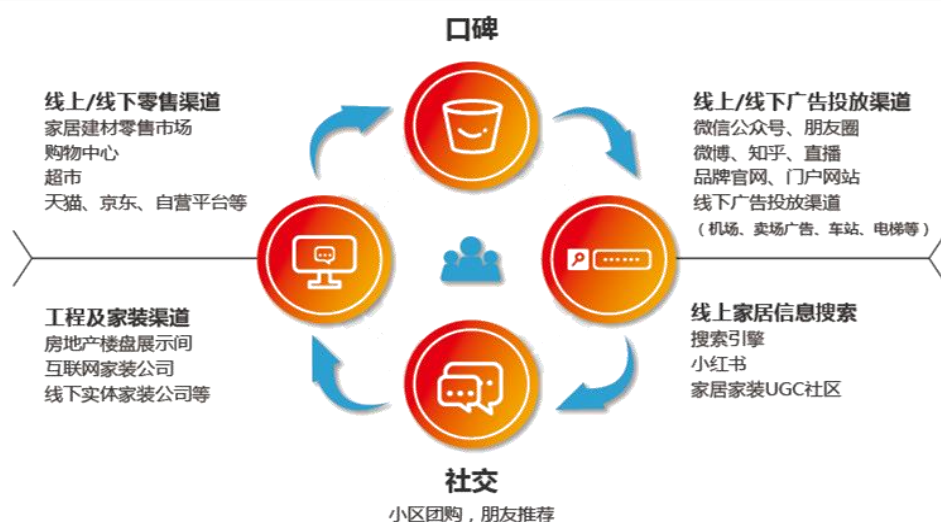 口碑
线上/线下零售渠道
家居建材零售市场
购物中心
超市
天猫、京东、自营平台等
线上/线下广告投放渠道
微信公众号、朋友圈
微博、知乎、直播
品牌官网、门户网站
线下广告投放渠道
（机场、卖场广告、车站、电梯等）
工程及家装渠道
房地产楼盘展示间
互联网家装公司
线下实体家装公司等
线上家居信息搜索
搜索引擎
小红书
家居家装UGC社区
社交
小区团购，朋友推荐